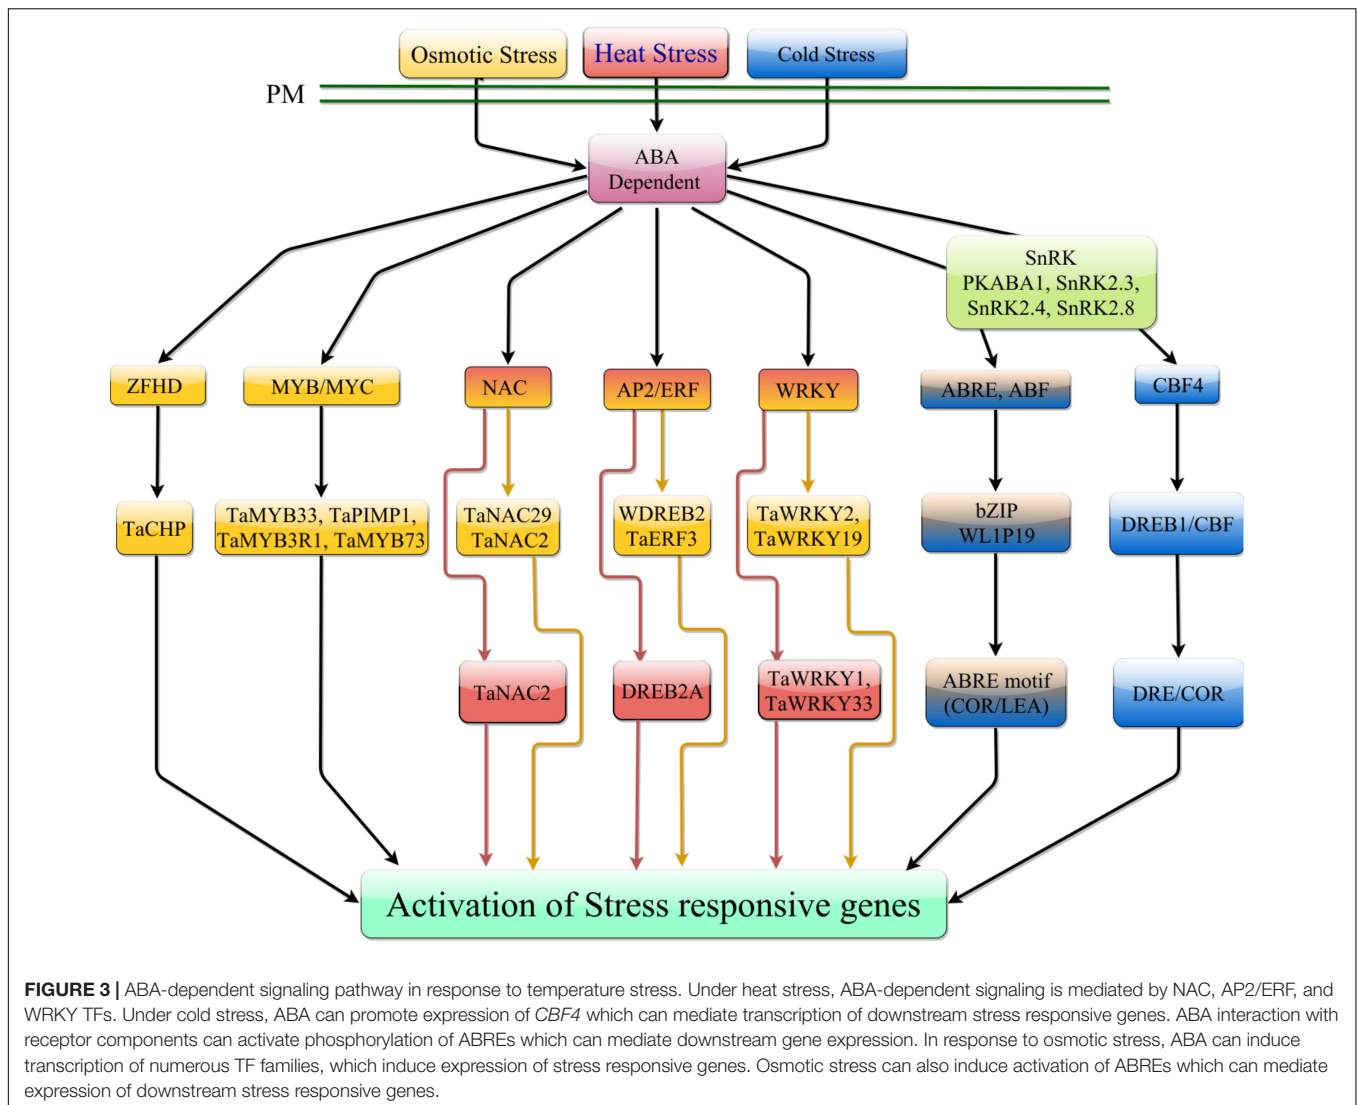 Osmotic Stress
Heat Stress
Cold Stress
PM
ABA
Dependent
SnRK
PKABA1, SnRK2.3,
SnRK2.4, SnRK2.8
ZFHD
MYB/MYC
NAC
AP2/ERF
WRKY
ABRE, ABF
CBF4
TaCHP
TaMYB33, TaPIMP1,
TaMYB3R1, TaMYB73
TaNAC29
TaNAC2
WDREB2
TaERF3
TaWRKY2,
TaWRKY19
bZIP
WL1P19
DREB1/CBF
TaNAC2
DREB2A
TaWRKY1,
TaWRKY33
ABRE motif
(COR/LEA)
DRE/COR
Activation of Stress responsive genes
FIGURE 3 | ABA-dependent signaling pathway in response to temperature stress. Under heat stress, ABA-dependent signaling is mediated by NAC, AP2/ERF, and
WRKY TFs. Under cold stress, ABA can promote expression of CBF4 which can mediate transcription of downstream stress responsive genes. ABA interaction with
receptor components can activate phosphorylation of ABREs which can mediate downstream gene expression. In response to osmotic stress, ABA can induce
transcription of numerous TF families, which induce expression of stress responsive genes. Osmotic stress can also induce activation of ABREs which can mediate
expression of downstream stress responsive genes.